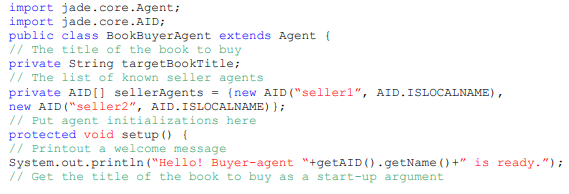 import jade.core.Agent;
import jade.core.AID;
public class BookBuyerAgent extends Agent {
// The title of the book to buy
private String targetBookTitle;
// The list of known seller agents
private AID[] sellerAgents = {new AID(“seller1”, AID.ISLOCALNAME),
new AID(“seller2”, AID.ISLOCALNAME)};
// Put agent initializations here
protected void setup() {
// Printout a welcome message
System.out.println(“Hello! Buyer-agent “+getAID().getName()+” is ready.”);
// Get the title of the book to buy as a start-up argument